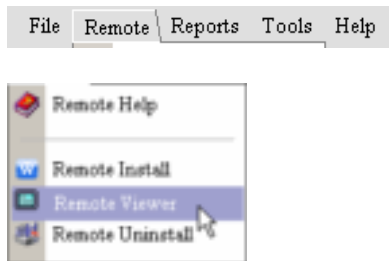 File Remote Reports Tools Help
Remote Help
Remote Install
Remote Viewer
Remote Uninstall